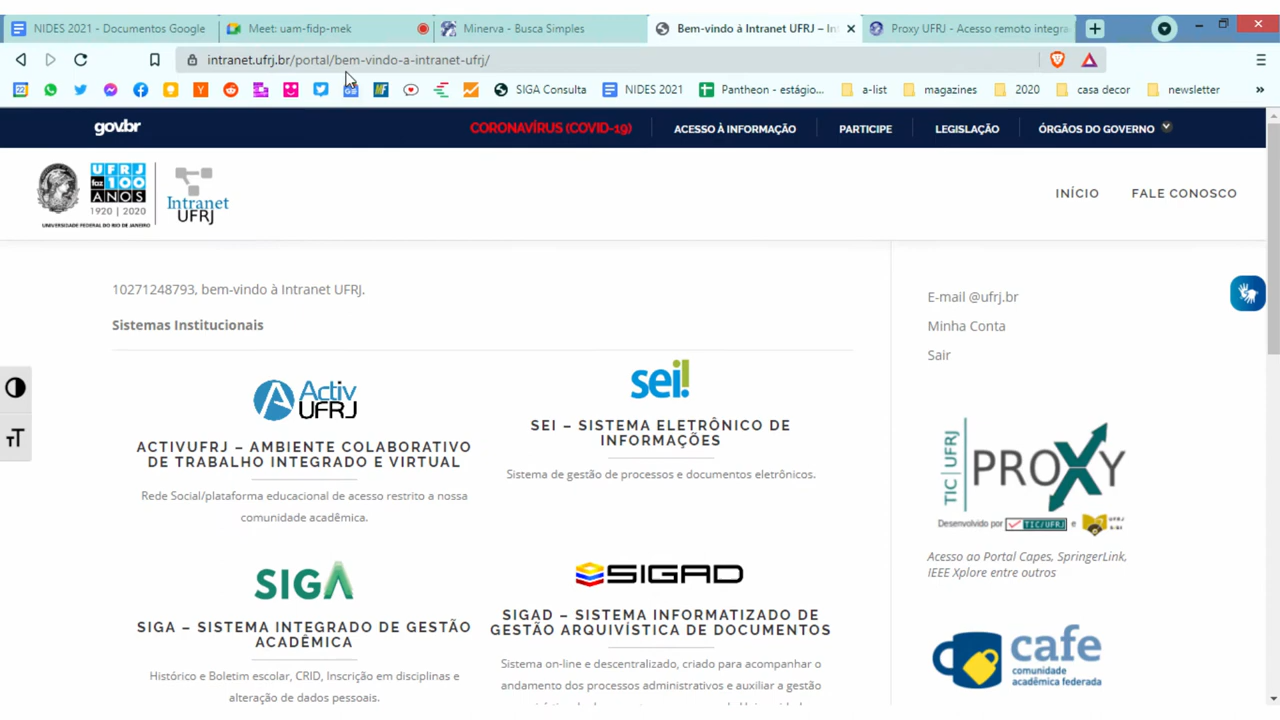 NIDES 2021 - Documentos Google
Meet: uam-fidp-mek
Minerva - Busca Simples
Bem-vindo à Intranet UFRJ – In
Proxy UFRJ - Acesso remoto integra
intranet.ufrj.br/portal/bem-vindo-a-intranet-ufrj/
SIGA Consulta
NIDES 2021
Pantheon - estágio...
a-list
magazines
2020
casa decor
newsletter
»
gov.br
CORONAVÍRUS (COVID-19)
ACESSO À INFORMAÇÃO
PARTICIPE
LEGISLAÇÃO
ÓRGÃOS DO GOVERNO
UFRJ
faz 100
ANOS
1920 | 2020
UNIVERSIDADE FEDERAL DO RIO DE JANEIRO
Intranet
UFRJ
INÍCIO
FALE CONOSCO
10271248793, bem-vindo à Intranet UFRJ.
Sistemas Institucionais
Activ
UFRJ
ACTIVUFRJ – AMBIENTE COLABORATIVO
DE TRABALHO INTEGRADO E VIRTUAL
Rede Social/plataforma educacional de acesso restrito a nossa
comunidade acadêmica.
sei!
SEI – SISTEMA ELETRÔNICO DE
INFORMAÇÕES
Sistema de gestão de processos e documentos eletrônicos.
SIGA
SIGA – SISTEMA INTEGRADO DE GESTÃO
ACADÊMICA
Histórico e Boletim escolar, CRID, Inscrição em disciplinas e
alteração de dados pessoais.
SIGAD
SIGAD – SISTEMA INFORMATIZADO DE
GESTÃO ARQUIVÍSTICA DE DOCUMENTOS
Sistema on-line e descentralizado, criado para acompanhar o
andamento dos processos administrativos e auxiliar a gestão
E-mail @ufrj.br
Minha Conta
Sair
TIC|UFRJ
PROXY
Desenvolvido por TIC/UFRJ e
Acesso ao Portal Capes, SpringerLink,
IEEE Xplore entre outros
cafe
comunidade
acadêmica federada
TT